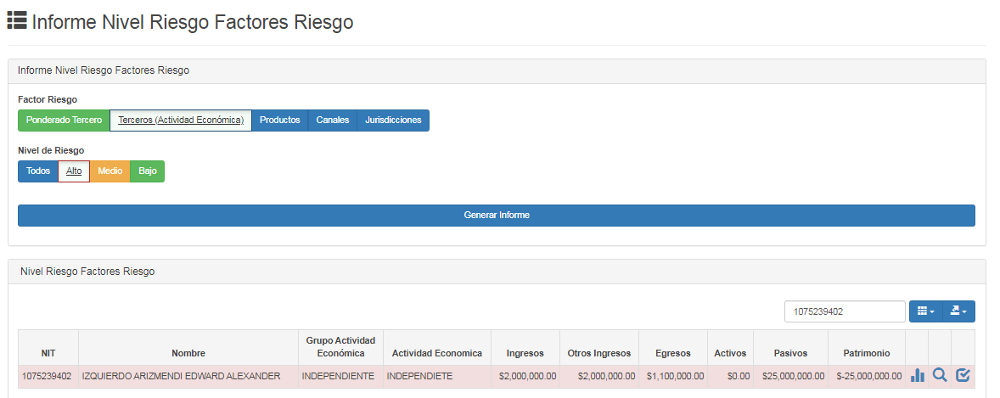 Informe Nivel Riesgo Factores Riesgo
Informe Nivel Riesgo Factores Riesgo
Factor Riesgo
Ponderado Tercero Terceros (Actividad Económica) Productos Canales Jurisdicciones
Nivel de Riesgo
Todos Alto Medio Bajo
Generar Informe
Nivel Riesgo Factores Riesgo
1075239402
NIT Nombre Grupo Actividad Económica Actividad Economica Ingresos Otros Ingresos Egresos Activos Pasivos Patrimonio
1075239402 IZQUIERDO ARIZMENDI EDWARD ALEXANDER INDEPENDIENTE INDEPENDIETE $2,000,000.00 $2,000,000.00 $1,100,000.00 $0.00 $25,000,000.00 $-25,000,000.00